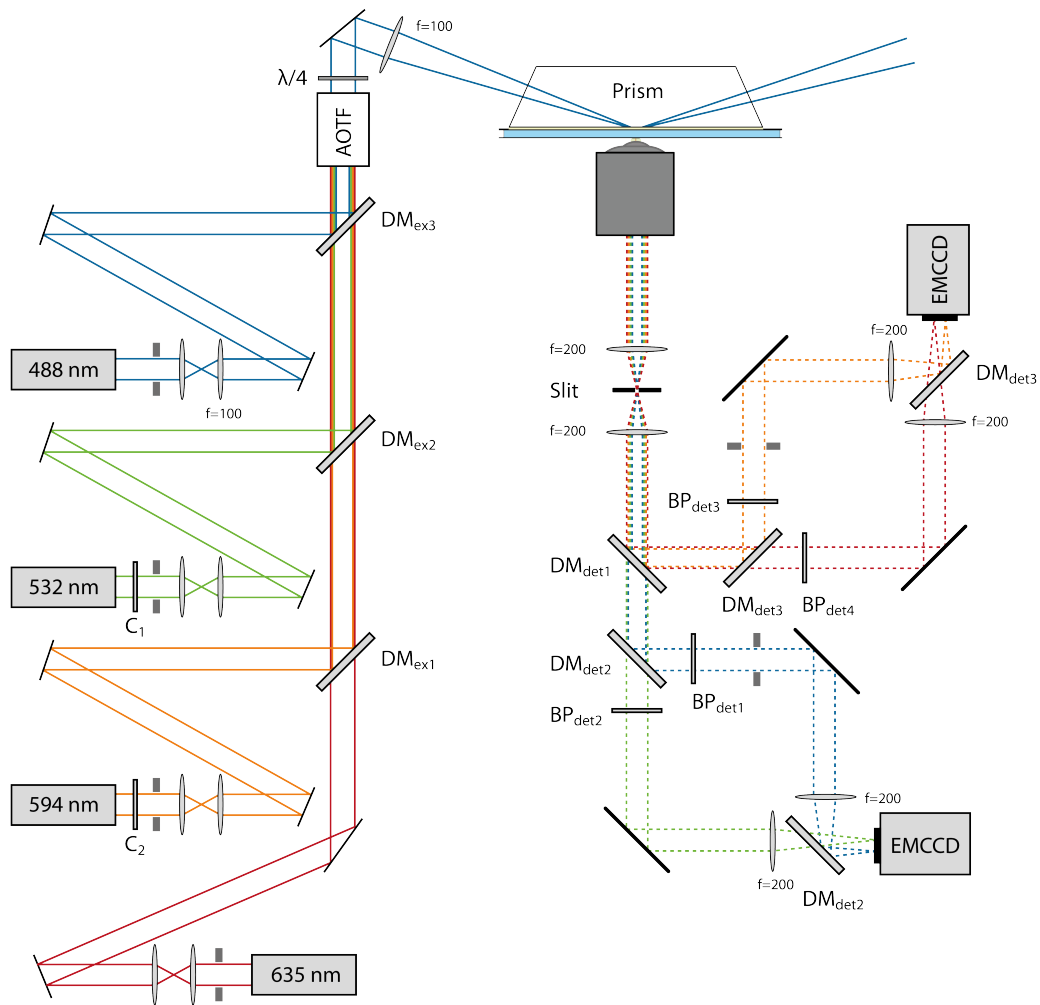 f=100
λ/4
Prism
AOTF
DMex3
EMCCD
f=200
f=200
488 nm
DMdet3
Slit
f=100
f=200
f=200
DMex2
BPdet3
DMdet1
532 nm
DMdet3
BPdet4
C1
DMex1
DMdet2
BPdet1
BPdet2
594 nm
f=200
C2
EMCCD
f=200
DMdet2
635 nm